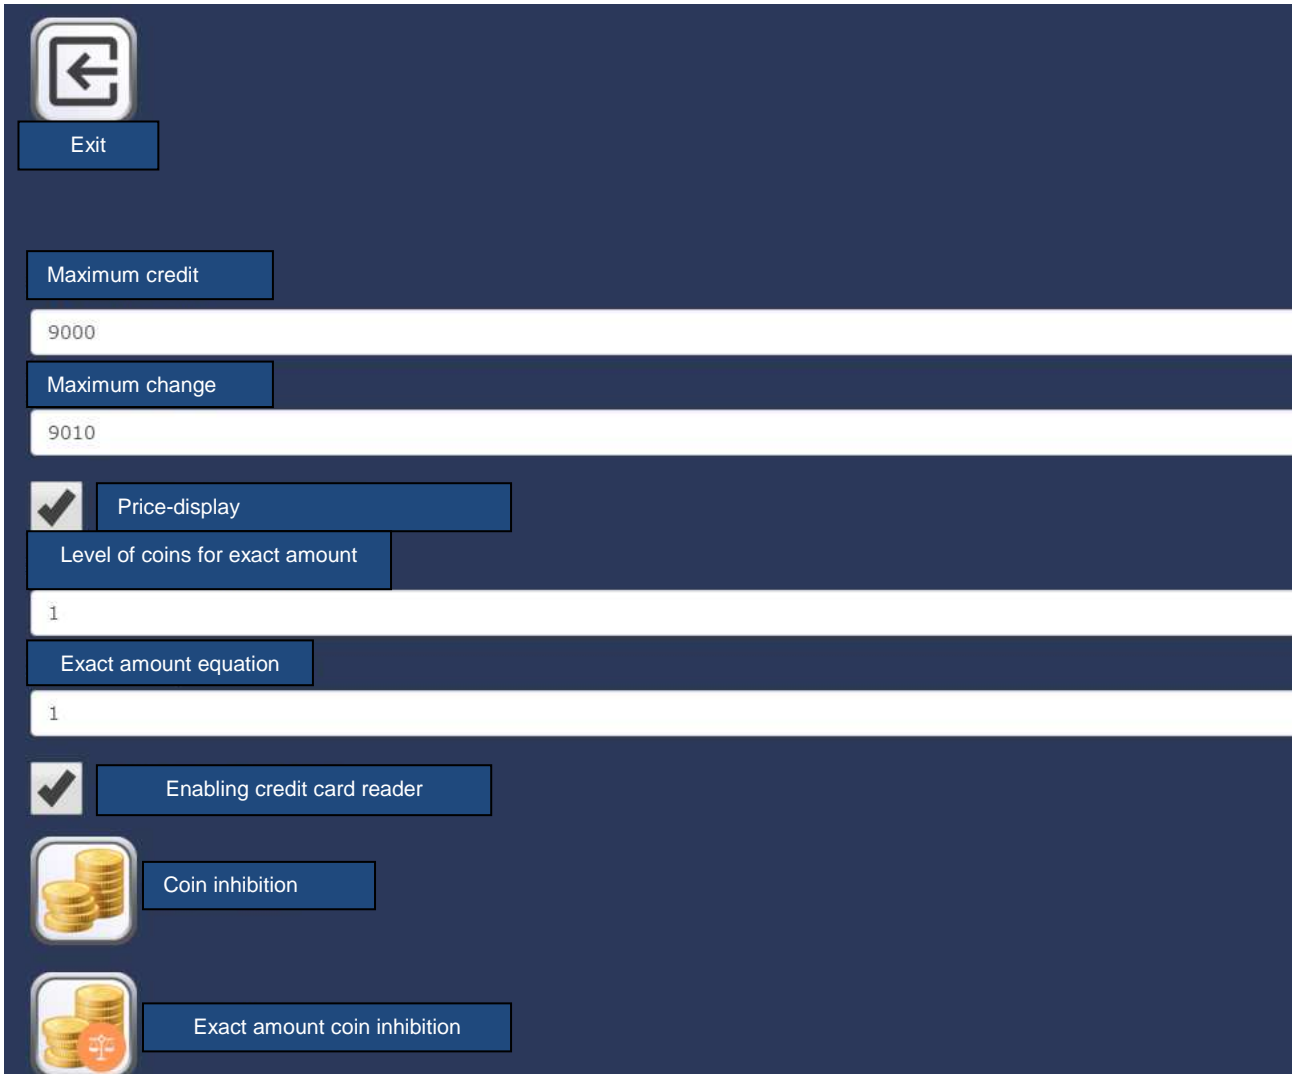 Exit
Maximum credit
9000
Maximum change
9010
Price-display
Level of coins for exact amount
1
Exact amount equation
1
Enabling credit card reader
Coin inhibition
Exact amount coin inhibition